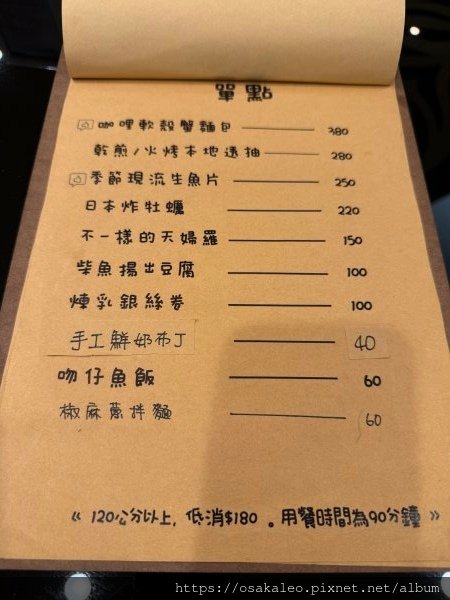 單點
咖哩軟殼蟹麵包 380
乾煎/火烤本地透抽 280
季節現流生魚片 250
日本炸牡蠣 220
不一樣的天婦羅 150
柴魚揚出豆腐 100
煉乳銀絲卷 100
手工鮮奶布丁 40
吻仔魚飯 60
椒麻蔥拌麵 60
《 120公分以上, 低消$180 。用餐時間為90分鐘 》
https://osakaleo.pixnet.net/album